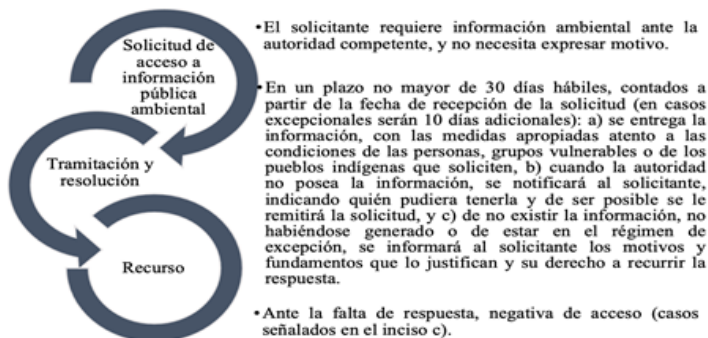 Solicitud de
acceso a
información
pública
ambiental
•El solicitante requiere información ambiental ante la
autoridad competente, y no necesita expresar motivo.
Tramitación y
resolución
•En un plazo no mayor de 30 días hábiles, contados a
partir de la fecha de recepción de la solicitud (en casos
excepcionales serán 10 días adicionales): a) se entrega la
información, con las medidas apropiadas atento a las
condiciones de las personas, grupos vulnerables o de los
pueblos indígenas que soliciten, b) cuando la autoridad
no posea la información, se notificará al solicitante,
indicando quién pudiera tenerla y de ser posible se le
remitirá la solicitud, y c) de no existir la información, no
habiéndose generado o de estar en el régimen de
excepción, se informará al solicitante los motivos y
fundamentos que lo justifican y su derecho a recurrir la
respuesta.
Recurso
•Ante la falta de respuesta, negativa de acceso (casos
señalados en el inciso c).